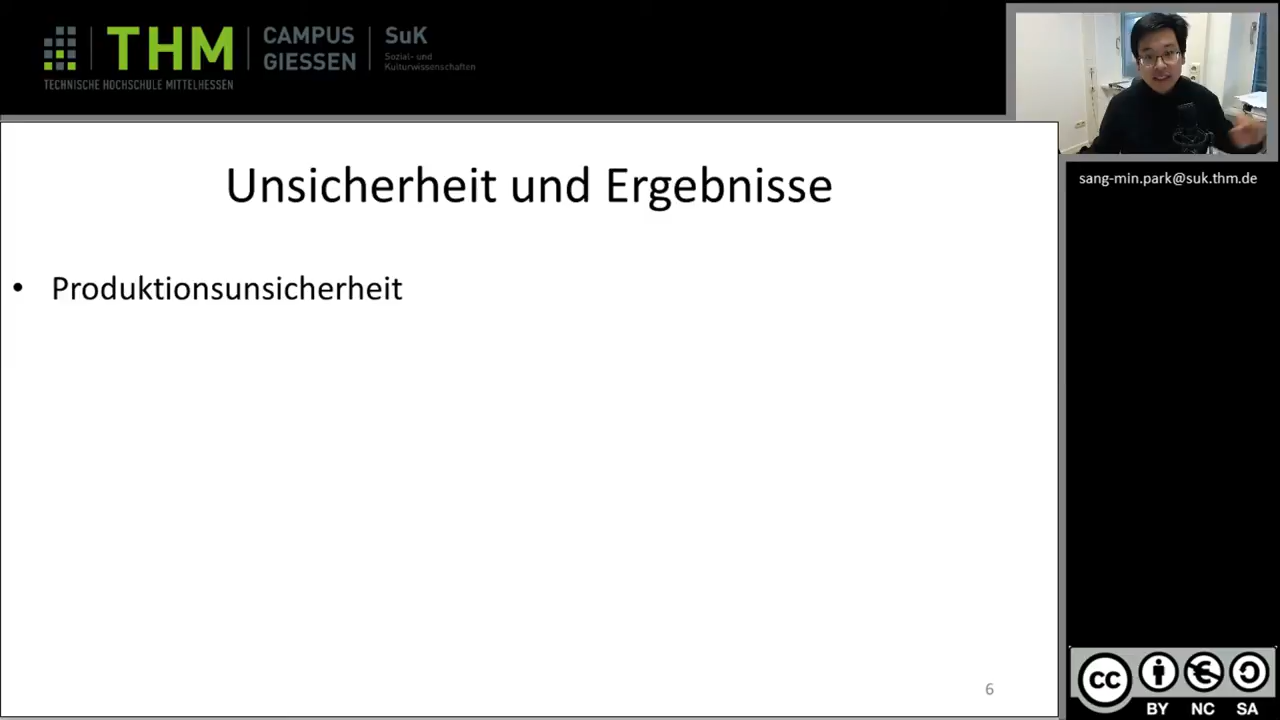 THM
CAMPUS
GIESSEN
SuK
Sozial- und
Kulturwissenschaften
TECHNISCHE HOCHSCHULE MITTELHESSEN
sang-min.park@suk.thm.de
Unsicherheit und Ergebnisse
• Produktionsunsicherheit
6
CC
BY NC SA